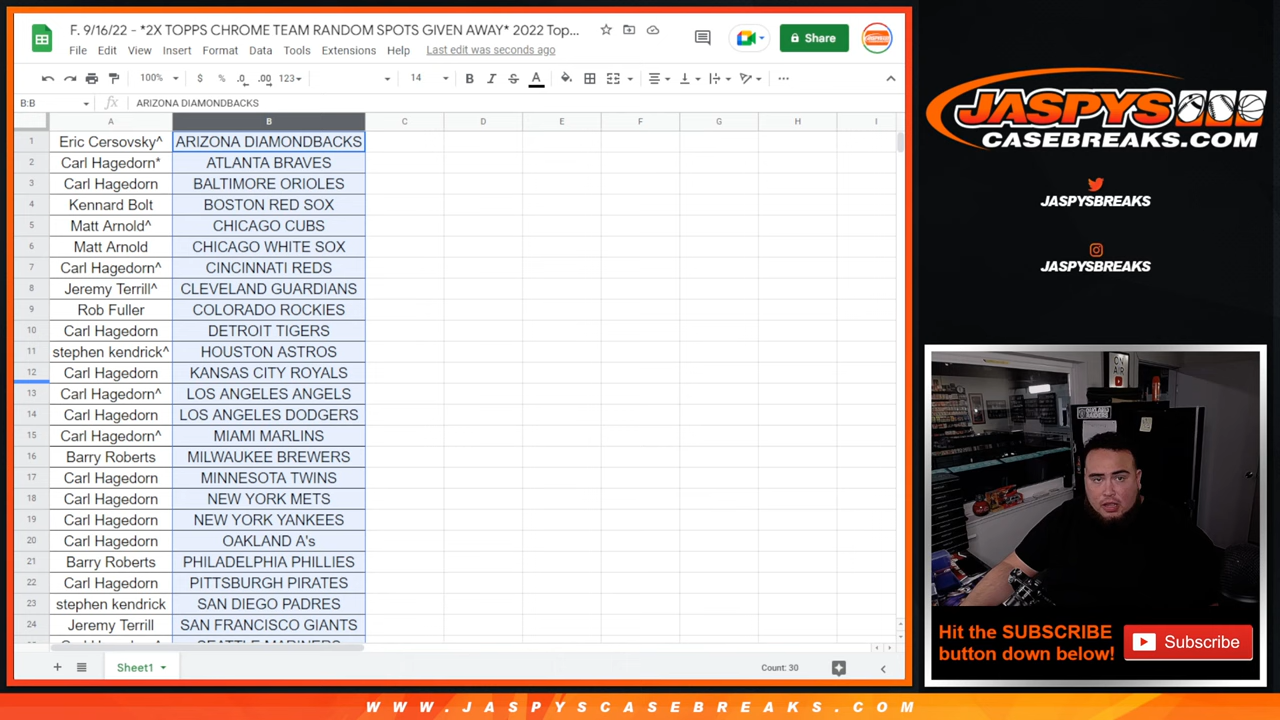 F. 9/16/22 - *2X TOPPS CHROME TEAM RANDOM SPOTS GIVEN AWAY* 2022 Top...
Share
File Edit View Format Data Tools Extensions Help Last edit was seconds ago
100% $ % .0 .00 123 14 B I S A
B:B fx ARIZONA DIAMONDBACKS
A B C D E F G H I
1 Eric Cersovsky^ ARIZONA DIAMONDBACKS
2 Carl Hagedorn* ATLANTA BRAVES
3 Carl Hagedorn BALTIMORE ORIOLES
4 Kennard Bolt BOSTON RED SOX
5 Matt Arnold^ CHICAGO CUBS
6 Matt Arnold CHICAGO WHITE SOX
7 Carl Hagedorn^ CINCINNATI REDS
8 Jeremy Terrill^ CLEVELAND GUARDIANS
9 Rob Fuller COLORADO ROCKIES
10 Carl Hagedorn DETROIT TIGERS
11 stephen kendrick^ HOUSTON ASTROS
12 Carl Hagedorn KANSAS CITY ROYALS
13 Carl Hagedorn^ LOS ANGELES ANGELS
14 Carl Hagedorn LOS ANGELES DODGERS
15 Carl Hagedorn^ MIAMI MARLINS
16 Barry Roberts MILWAUKEE BREWERS
17 Carl Hagedorn MINNESOTA TWINS
18 Carl Hagedorn NEW YORK METS
19 Carl Hagedorn NEW YORK YANKEES
20 Carl Hagedorn OAKLAND A's
21 Barry Roberts PHILADELPHIA PHILLIES
22 Carl Hagedorn PITTSBURGH PIRATES
23 stephen kendrick SAN DIEGO PADRES
24 Jeremy Terrill SAN FRANCISCO GIANTS
Sheet1
Count: 30
JASPYS
CASEBREAKS.COM
JASPYSBREAKS
JASPYSBREAKS
ON
AIR
Hit the SUBSCRIBE
button down below!
Subscribe
WWW.JASPYSCASEBREAKS.COM